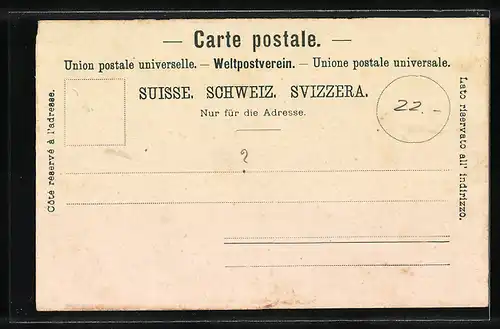 — Carte postale. —
Union postale universelle. — Weltpostverein. — Unione postale universale.
SUISSE. SCHWEIZ. SVIZZERA.
Nur für die Adresse.
22.-
2
Côté réservé à l'adresse.
Lato riservato all' indirizzo.